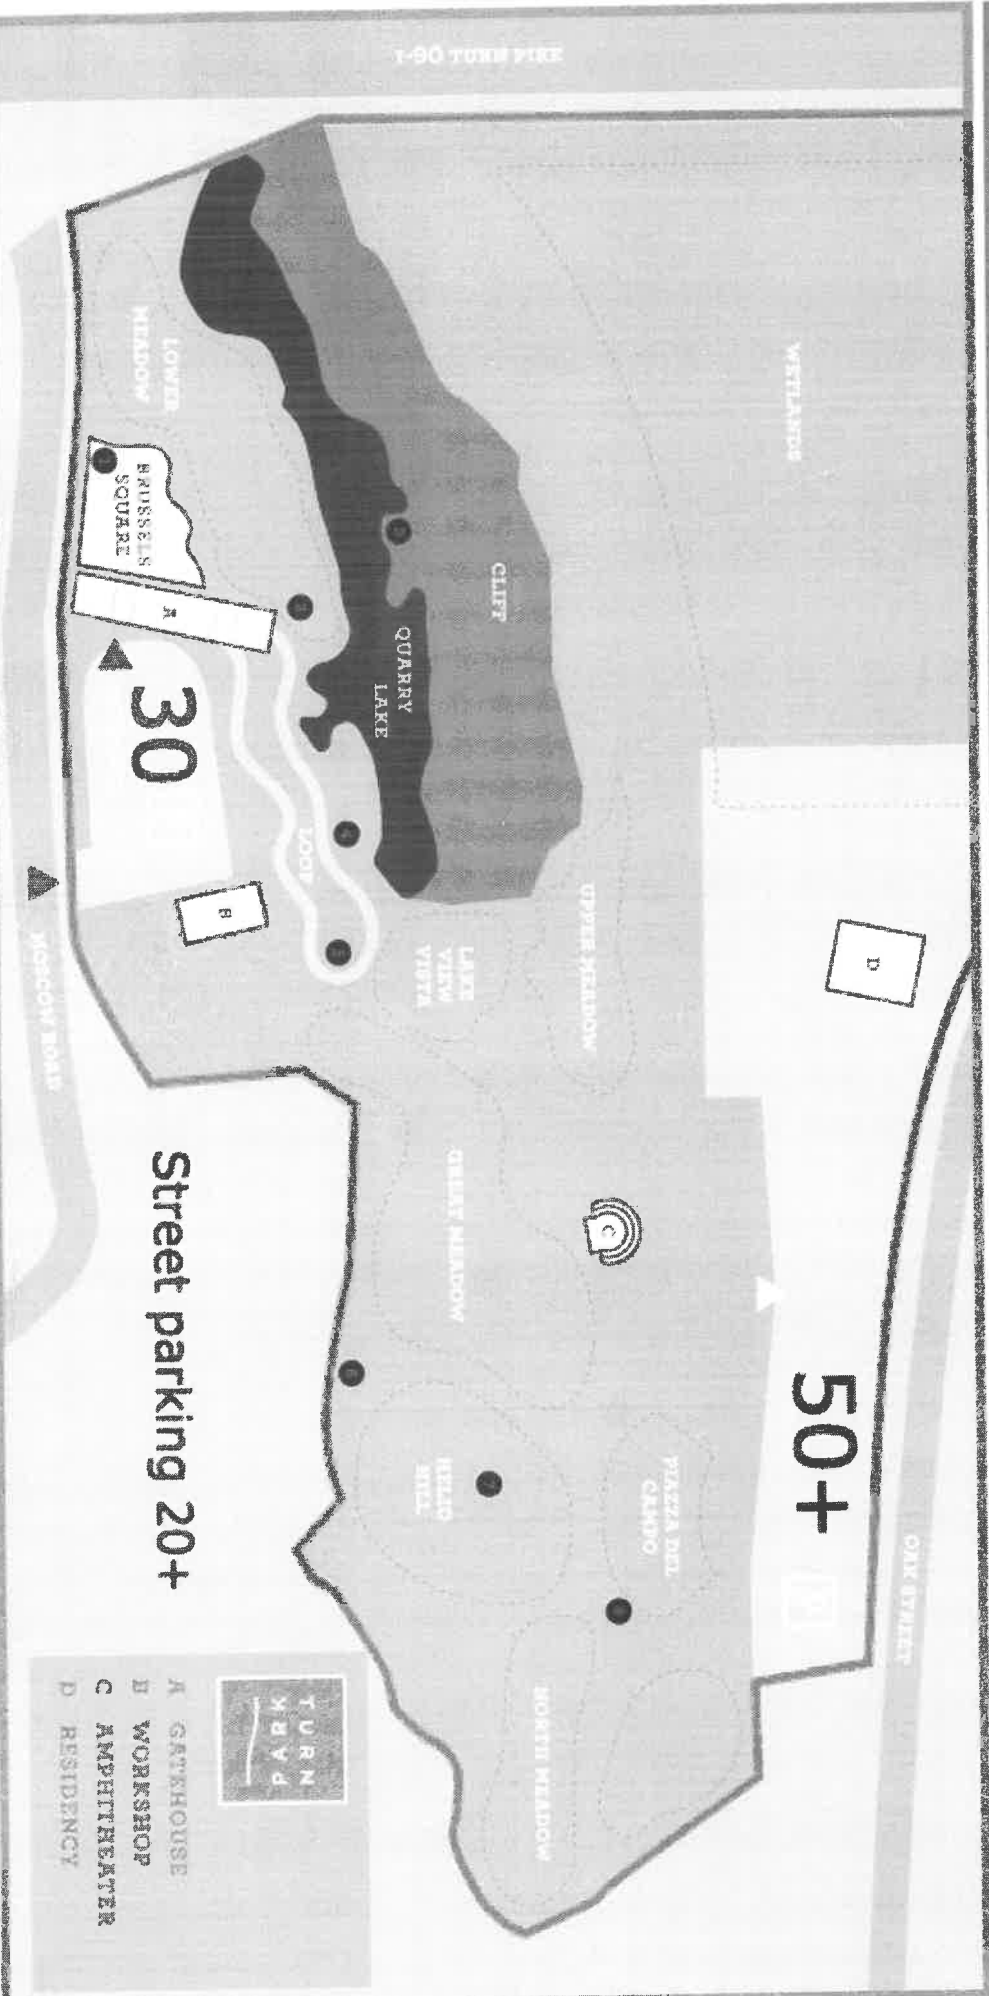 I-90 TURN PIKE
WETLANDS
CLIFF
QUARRY
LAKE
LOWER
MEADOW
BRUSSELS
SQUARE
A
30
LOOP
B
LAKE
VIEW
VISTA
UPPER MEADOW
D
MOSCOW ROAD
GREAT MEADOW
C
50+
OAK STREET
Street parking 20+
HELIO
HILL
7
PIAZZA DEL
CAMPO
NORTH MEADOW
TURN
PARK
A GATEHOUSE
B WORKSHOP
C AMPHITHEATER
D RESIDENCY